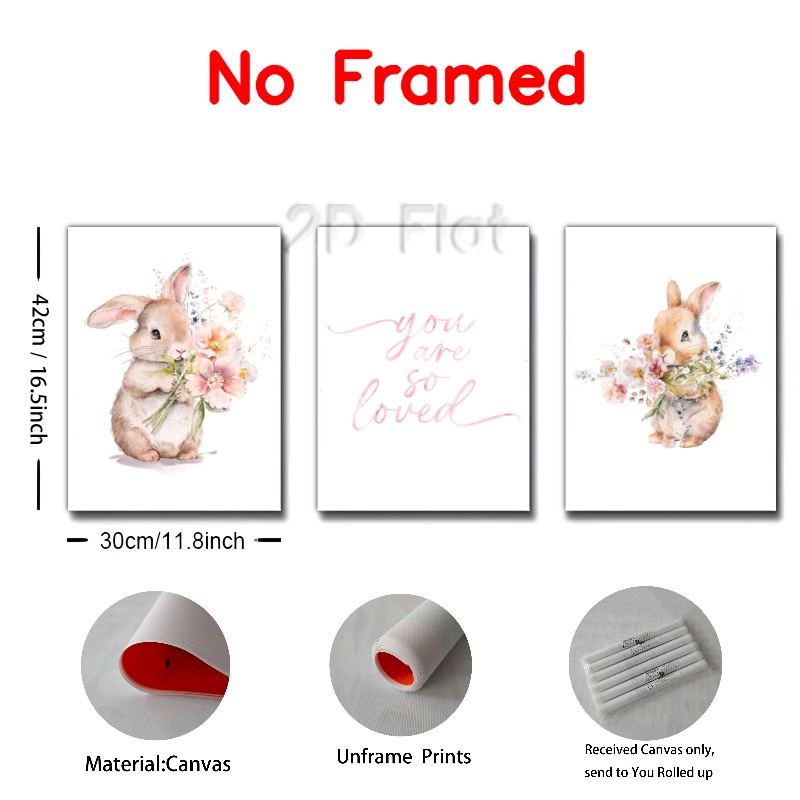 No Framed
2D Flat
42cm / 16.5inch
you
are
so
loved
30cm/11.8inch
Material:Canvas
Unframe Prints
Received Canvas only,
send to You Rolled up